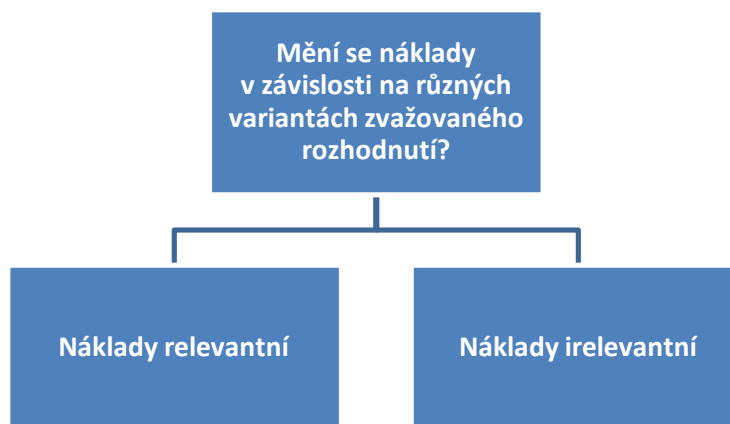 Mění se náklady
v závislosti na různých
variantách zvažovaného
rozhodnutí?
Náklady relevantní
Náklady irelevantní